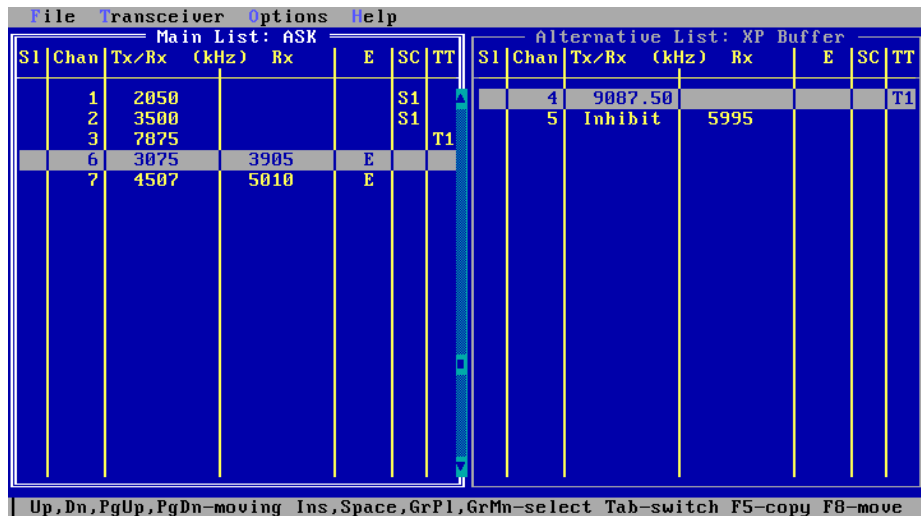 File Transceiver Options Help
Main List: ASK
Sl Chan Tx/Rx (kHz) Rx E SC TT
1 2050 S1
2 3500 S1
3 7875 T1
6 3075 3905 E
7 4507 5010 E
Alternative List: XP Buffer
Sl Chan Tx/Rx (kHz) Rx E SC TT
4 9087.50 T1
5 Inhibit 5995
Up,Dn,PgUp,PgDn-moving Ins,Space,GrPl,GrMn-select Tab-switch F5-copy F8-move